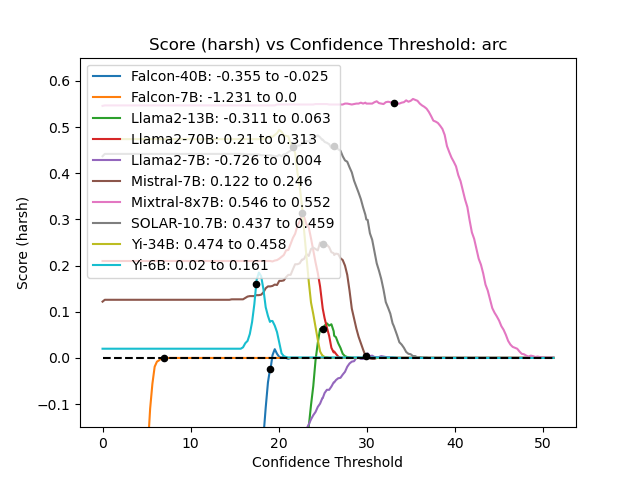 Score (harsh) vs Confidence Threshold: arc
Score (harsh)
0.6
0.5
0.4
0.3
0.2
0.1
0.0
−0.1
Falcon-40B: -0.355 to -0.025
Falcon-7B: -1.231 to 0.0
Llama2-13B: -0.311 to 0.063
Llama2-70B: 0.21 to 0.313
Llama2-7B: -0.726 to 0.004
Mistral-7B: 0.122 to 0.246
Mixtral-8x7B: 0.546 to 0.552
SOLAR-10.7B: 0.437 to 0.459
Yi-34B: 0.474 to 0.458
Yi-6B: 0.02 to 0.161
0 10 20 30 40 50
Confidence Threshold